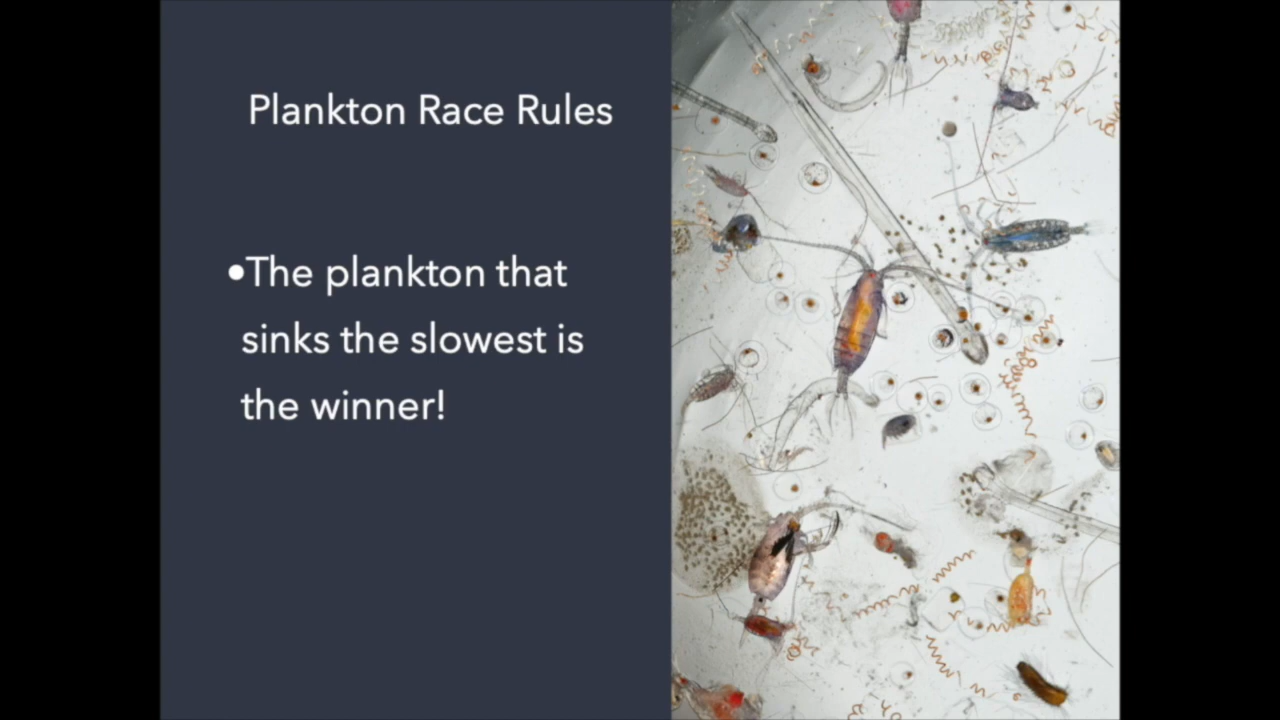 Plankton Race Rules
•The plankton that
sinks the slowest is
the winner!